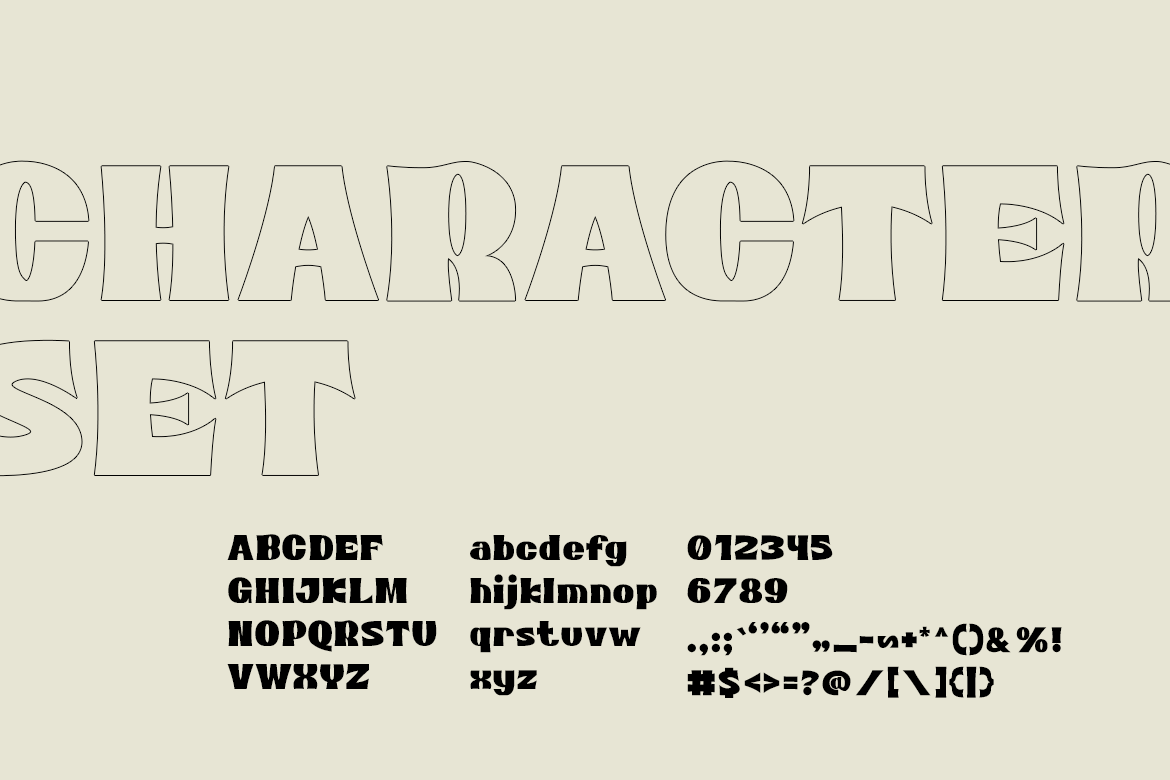 CHARACTER
SET
ABCDEF
GHIJKLM
NOPQRSTU
VWXYZ
abcdefg
hijklmnop
qrstuvw
xyz
012345
6789
.,:;`‘’“”„_-~+*^()&%!
#$<>=?@/[\]{|}